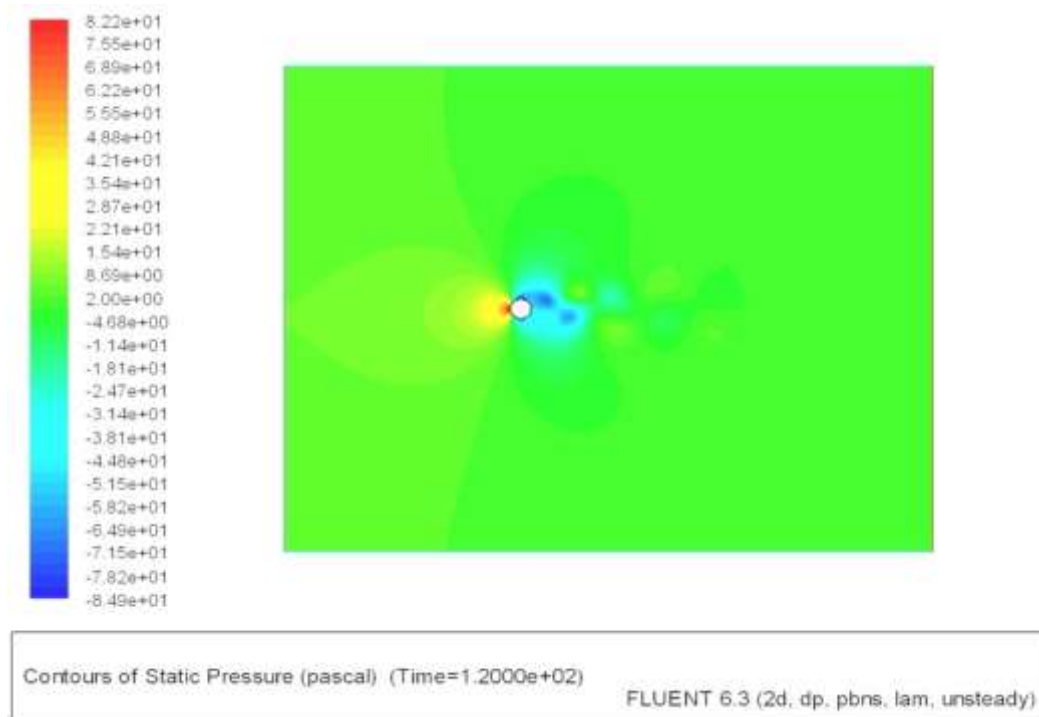 8.22e+01
7.55e+01
6.89e+01
6.22e+01
5.55e+01
4.88e+01
4.21e+01
3.54e+01
2.87e+01
2.21e+01
1.54e+01
8.69e+00
2.00e+00
-4.68e+00
-1.14e+01
-1.81e+01
-2.47e+01
-3.14e+01
-3.81e+01
-4.48e+01
-5.15e+01
-5.82e+01
-6.49e+01
-7.15e+01
-7.82e+01
-8.49e+01
Contours of Static Pressure (pascal) (Time=1.2000e+02)
FLUENT 6.3 (2d, dp, pbns, lam, unsteady)